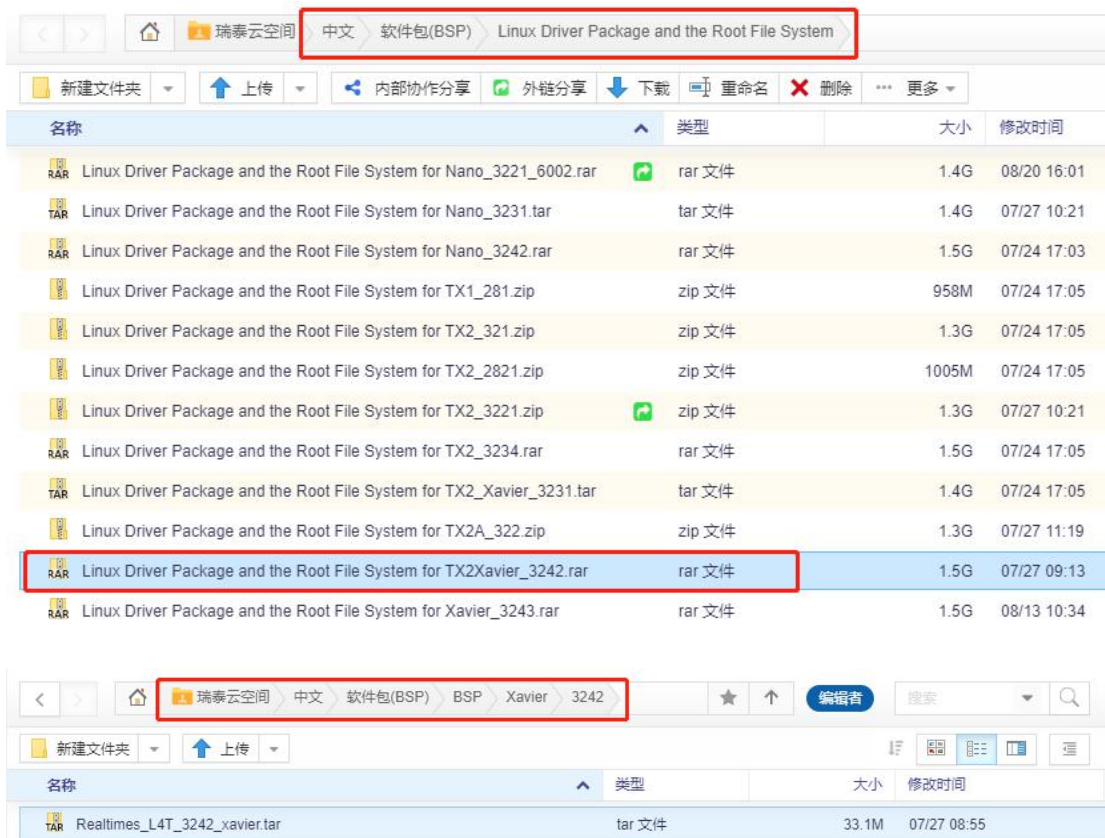 瑞泰云空间 中文 软件包(BSP) Linux Driver Package and the Root File System
新建文件夹 上传 内部协作分享 外链分享 下载 重命名 删除 更多
名称 类型 大小 修改时间
RAR Linux Driver Package and the Root File System for Nano_3221_6002.rar rar 文件 1.4G 08/20 16:01
TAR Linux Driver Package and the Root File System for Nano_3231.tar tar 文件 1.4G 07/27 10:21
RAR Linux Driver Package and the Root File System for Nano_3242.rar rar 文件 1.5G 07/24 17:03
Linux Driver Package and the Root File System for TX1_281.zip zip 文件 958M 07/24 17:05
Linux Driver Package and the Root File System for TX2_321.zip zip 文件 1.3G 07/24 17:05
Linux Driver Package and the Root File System for TX2_2821.zip zip 文件 1005M 07/24 17:05
Linux Driver Package and the Root File System for TX2_3221.zip zip 文件 1.3G 07/27 10:21
RAR Linux Driver Package and the Root File System for TX2_3234.rar rar 文件 1.5G 07/24 17:05
TAR Linux Driver Package and the Root File System for TX2_Xavier_3231.tar tar 文件 1.4G 07/24 17:05
Linux Driver Package and the Root File System for TX2A_322.zip zip 文件 1.3G 07/27 11:19
RAR Linux Driver Package and the Root File System for TX2Xavier_3242.rar rar 文件 1.5G 07/27 09:13
RAR Linux Driver Package and the Root File System for Xavier_3243.rar rar 文件 1.5G 08/13 10:34
瑞泰云空间 中文 软件包(BSP) BSP Xavier 3242 编辑者 搜索
新建文件夹 上传
名称 类型 大小 修改时间
TAR Realtimes_L4T_3242_xavier.tar tar 文件 33.1M 07/27 08:55